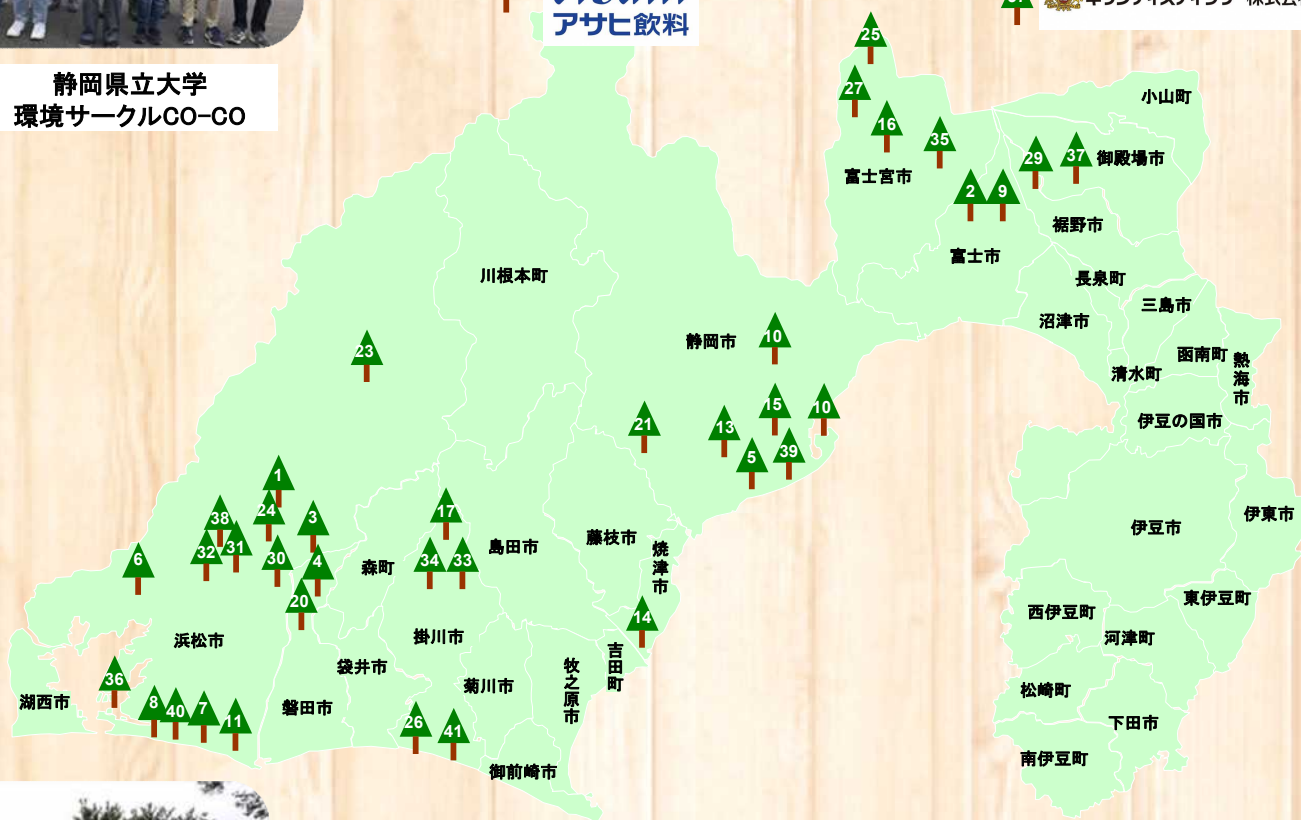 アサヒ飲料
静岡県立大学
環境サークルCO-CO
25
27
16
35
29
37
2
9
小山町
御殿場市
富士宮市
裾野市
富士市
長泉町
三島市
沼津市
函南町
熱海市
清水町
伊豆の国市
川根本町
静岡市
10
23
21
13
15
10
5
39
1
38
24
3
32
31
30
4
6
20
17
34
33
森町
島田市
藤枝市
焼津市
14
伊豆市
伊東市
東伊豆町
西伊豆町
河津町
松崎町
下田市
南伊豆町
浜松市
掛川市
袋井市
吉田町
牧之原市
菊川市
磐田市
湖西市
36
8
40
7
11
26
41
御前崎市